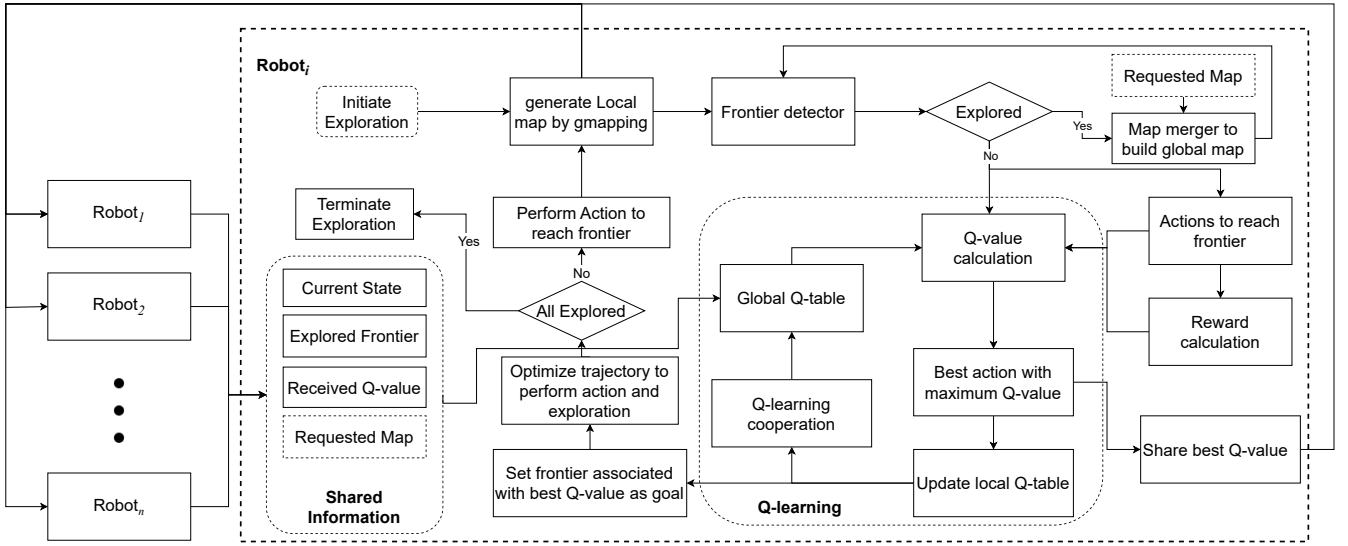 Robot_i
Requested Map
Initiate
Exploration
generate Local
map by gmapping
Frontier detector
Explored
Yes
Map merger to
build global map
No
Robot_1
Terminate
Exploration
Perform Action to
reach frontier
Q-value
calculation
Actions to reach
frontier
Yes
No
Current State
Robot_2
All Explored
Global Q-table
Explored Frontier
Reward
calculation
Received Q-value
Optimize trajectory to
perform action and
exploration
Best action with
maximum Q-value
Q-learning
cooperation
Requested Map
Set frontier associated
with best Q-value as goal
Share best Q-value
Update local Q-table
Robot_n
Shared
Information
Q-learning